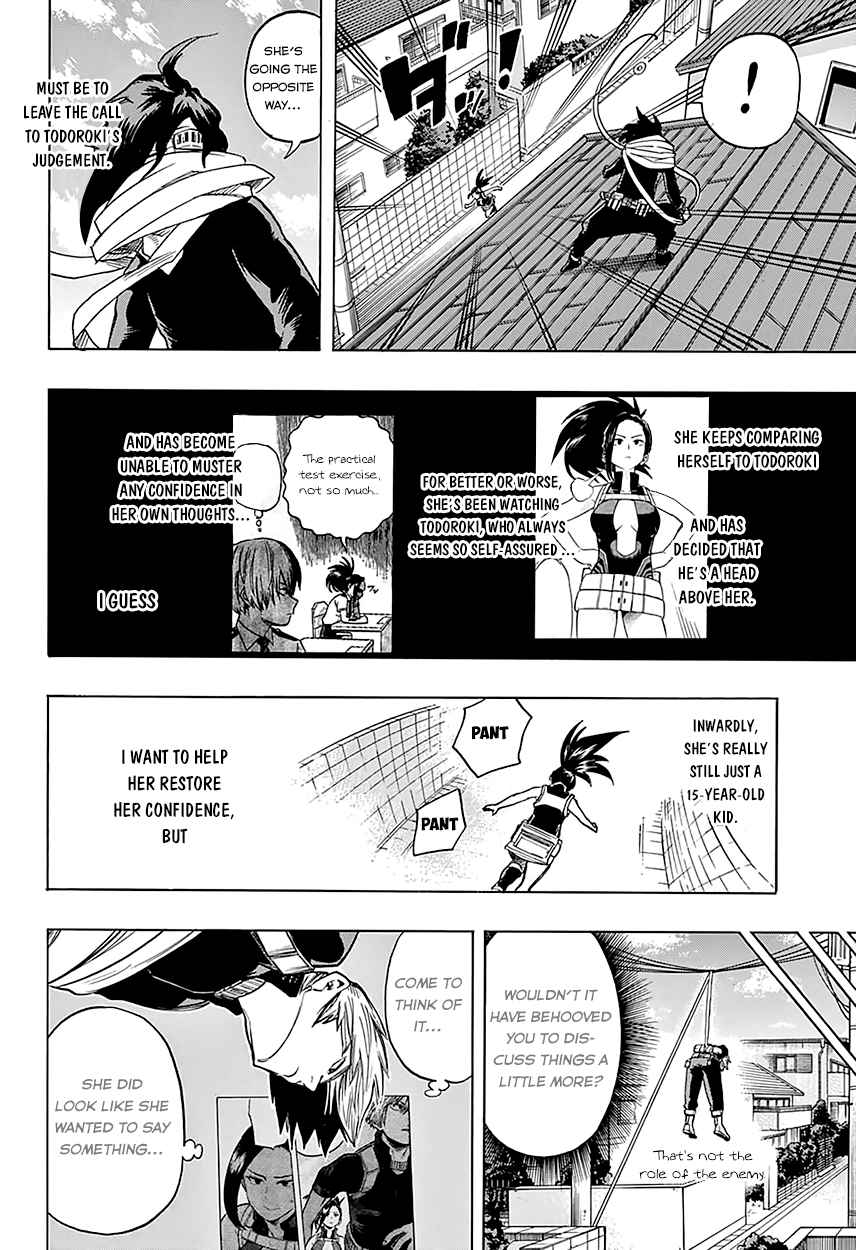 !
SHE'S
GOING THE
OPPOSITE
WAY...
MUST BE TO
LEAVE THE CALL
TO TODOROKI'S
JUDGEMENT.
SHE KEEPS COMPARING
HERSELF TO TODOROKI
AND HAS
DECIDED THAT
HE'S A HEAD
ABOVE HER.
FOR BETTER OR WORSE,
SHE'S BEEN WATCHING
TODOROKI, WHO ALWAYS
SEEMS SO SELF-ASSURED...
The practical
test exercise,
not so much..
AND HAS BECOME
UNABLE TO MUSTER
ANY CONFIDENCE IN
HER OWN THOUGHTS...
I GUESS
INWARDLY,
SHE'S REALLY
STILL JUST A
15-YEAR-OLD
KID.
PANT
PANT
I WANT TO HELP
HER RESTORE
HER CONFIDENCE,
BUT
WOULDN'T IT
HAVE BEHOOVED
YOU TO DIS-
CUSS THINGS
A LITTLE
MORE?
That's not the
role of the enemy
COME TO
THINK OF
IT...
SHE DID
LOOK LIKE SHE
WANTED TO SAY
SOMETHING...